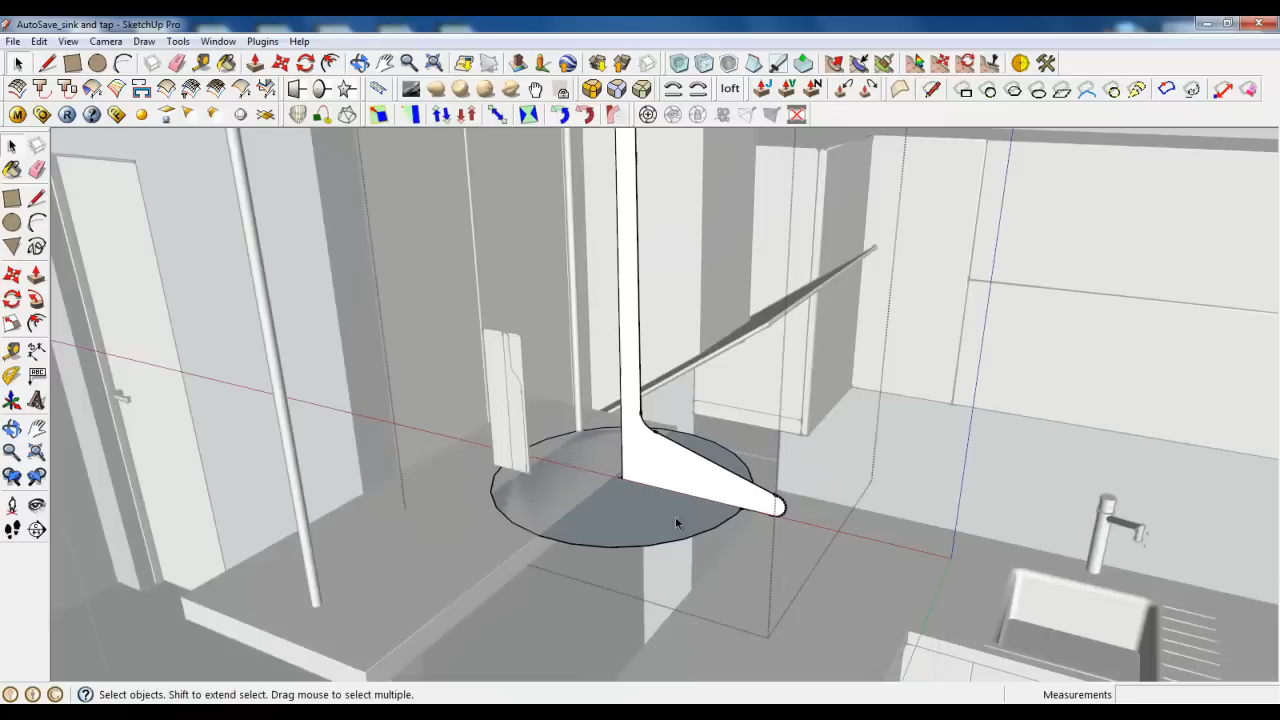 AutoSave_sink and tap - SketchUp Pro
File Edit View Camera Draw Tools Window Plugins Help
loft
M R ?
ABC
Select objects. Shift to extend select. Drag mouse to select multiple.
Measurements